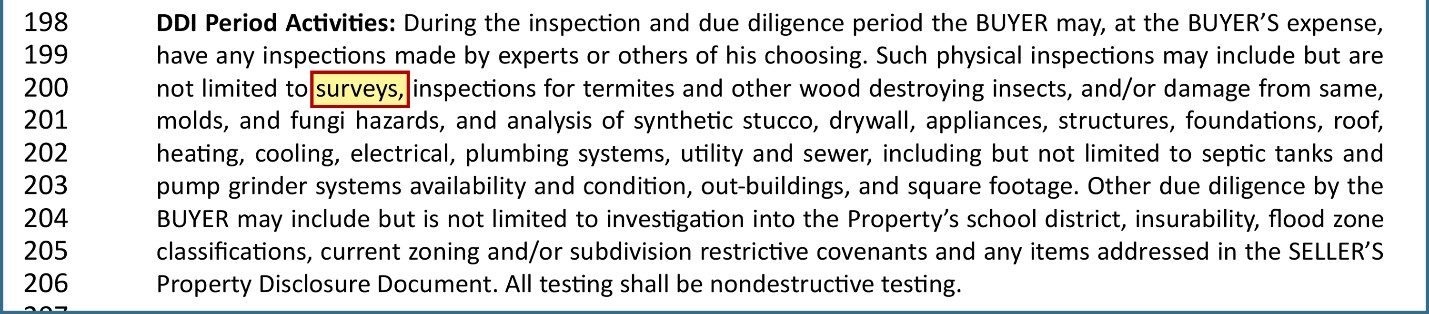 198 DDI Period Activities: During the inspection and due diligence period the BUYER may, at the BUYER’S expense,
199 have any inspections made by experts or others of his choosing. Such physical inspections may include but are
200 not limited to surveys, inspections for termites and other wood destroying insects, and/or damage from same,
201 molds, and fungi hazards, and analysis of synthetic stucco, drywall, appliances, structures, foundations, roof,
202 heating, cooling, electrical, plumbing systems, utility and sewer, including but not limited to septic tanks and
203 pump grinder systems availability and condition, out-buildings, and square footage. Other due diligence by the
204 BUYER may include but is not limited to investigation into the Property’s school district, insurability, flood zone
205 classifications, current zoning and/or subdivision restrictive covenants and any items addressed in the SELLER’S
206 Property Disclosure Document. All testing shall be nondestructive testing.